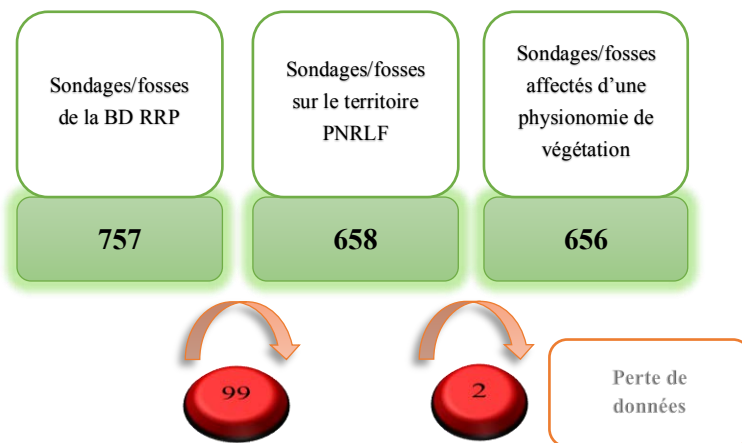 Sondages/fosses
de la BD RRP
Sondages/fosses
sur le territoire
PNRLF
Sondages/fosses
affectés d'une
physionomie de
végétation
757
658
656
99
2
Perte de
données